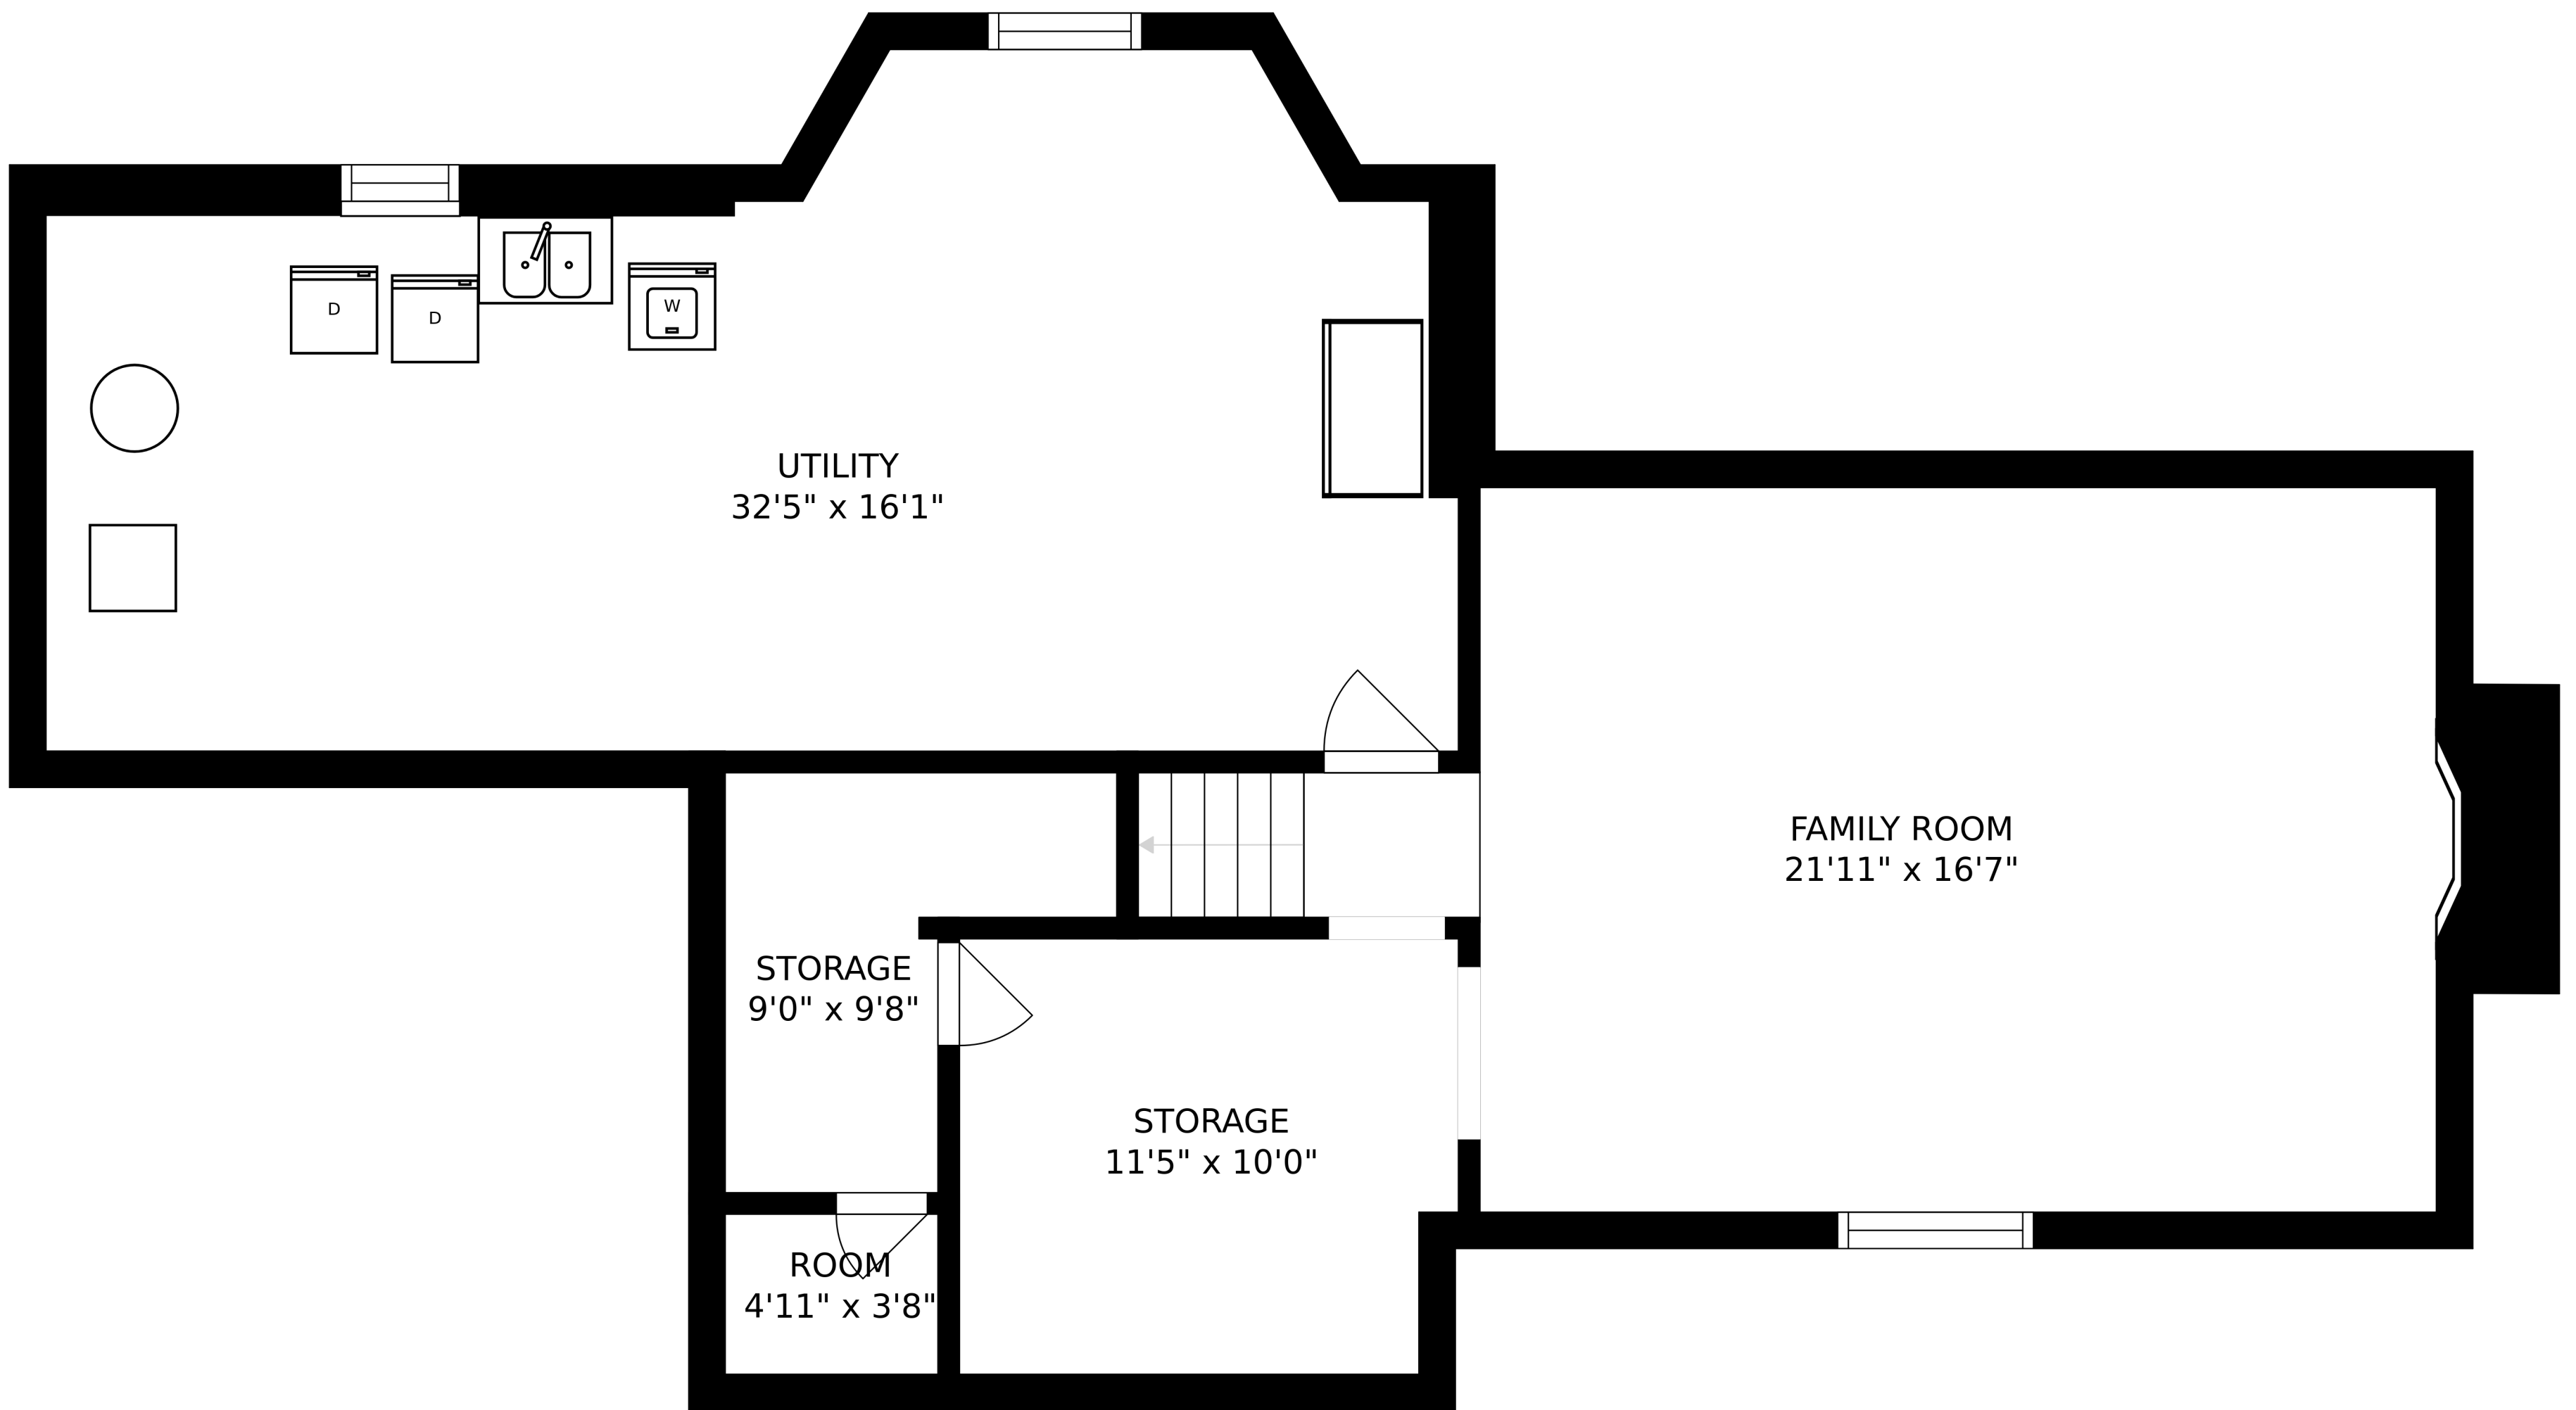 D
D
W
UTILITY
32'5" x 16'1"
FAMILY ROOM
21'11" x 16'7"
STORAGE
9'0" x 9'8"
STORAGE
11'5" x 10'0"
ROOM
4'11" x 3'8"